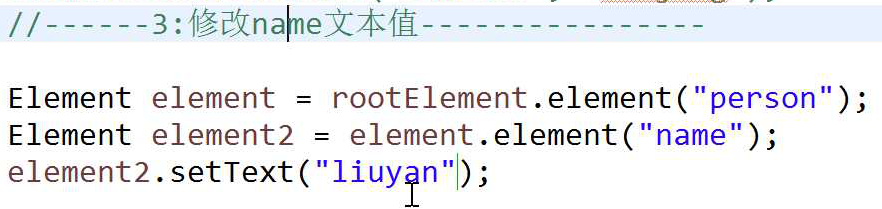 //------3:修改name文本值----------------
Element element = rootElement.element("person");
Element element2 = element.element("name");
element2.setText("liuyan");